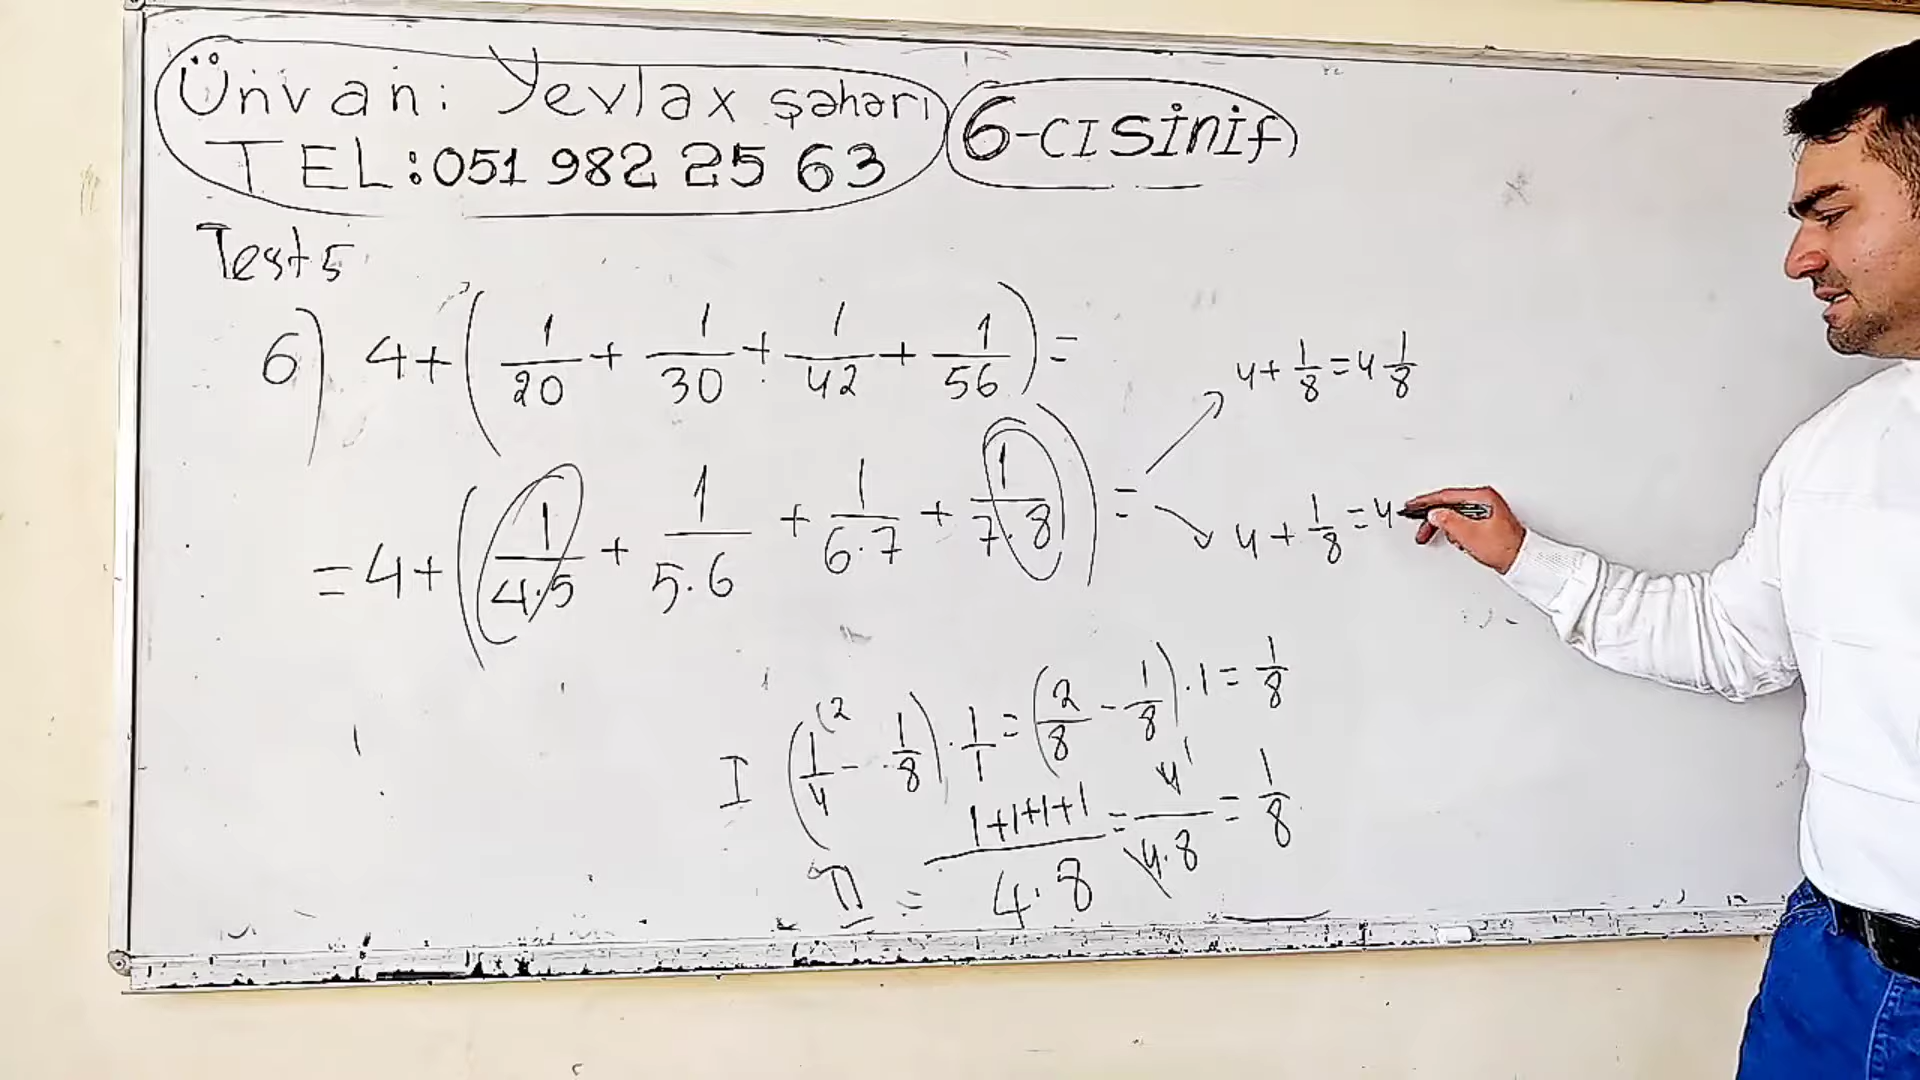 Ünvan: Yevlax şəhəri
TEL: 051 982 25 63
6-CI SİNİF
Test 5
6) 4+(1/20 + 1/30 + 1/42 + 1/56) =
= 4+(1/4·5 + 1/5·6 + 1/6·7 + 1/7·8) =
4+1/8=4 1/8
4+1/8=4
I (1/4 - 1/8)·1/1=(2/8 - 1/8)·1=1/8
II = 1+1+1+1/4·8 = 4/4·8 = 1/8